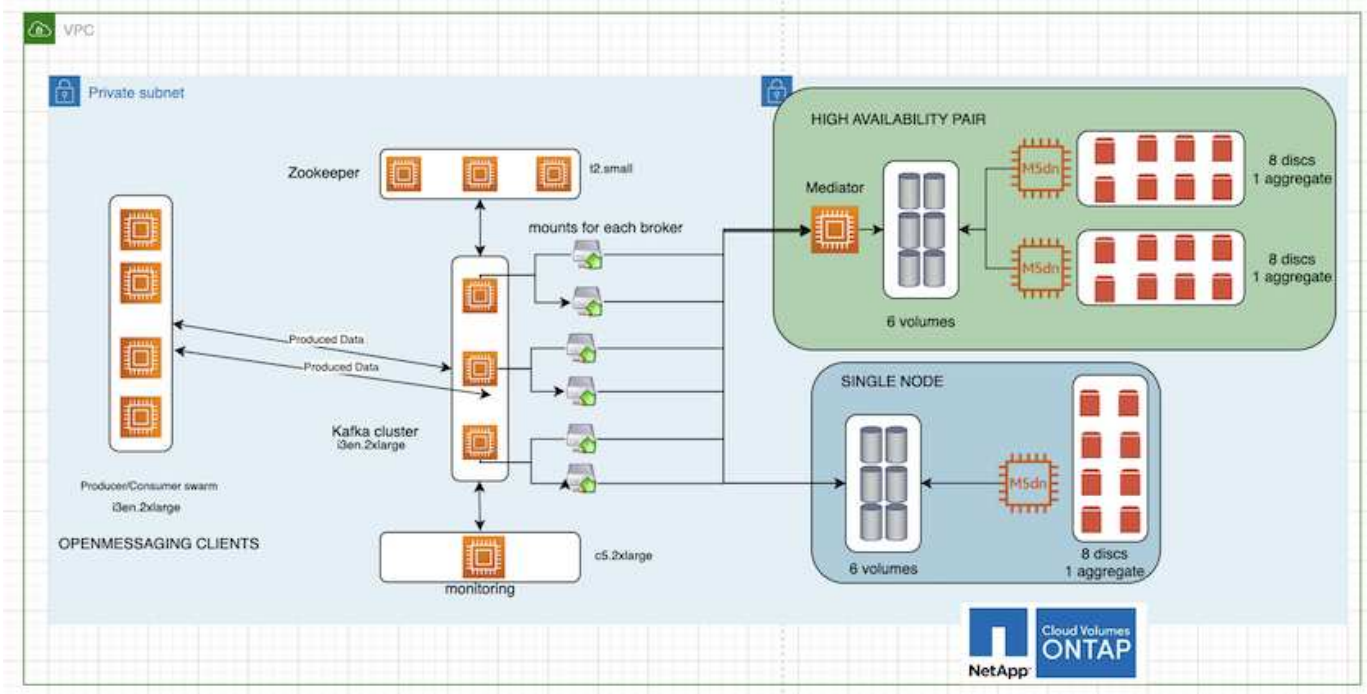 VPC
Private subnet
HIGH AVAILABILITY PAIR
Zookeeper
t2.small
M5dn
8 discs
1 aggregate
Mediator
mounts for each broker
M5dn
8 discs
1 aggregate
6 volumes
Produced Data
Produced Data
SINGLE NODE
Kafka cluster
i3en.2xlarge
Producer/Consumer swarm
i3en.2xlarge
M5dn
OPENMESSAGING CLIENTS
c5.2xlarge
monitoring
6 volumes
8 discs
1 aggregate
NetApp
Cloud Volumes
ONTAP